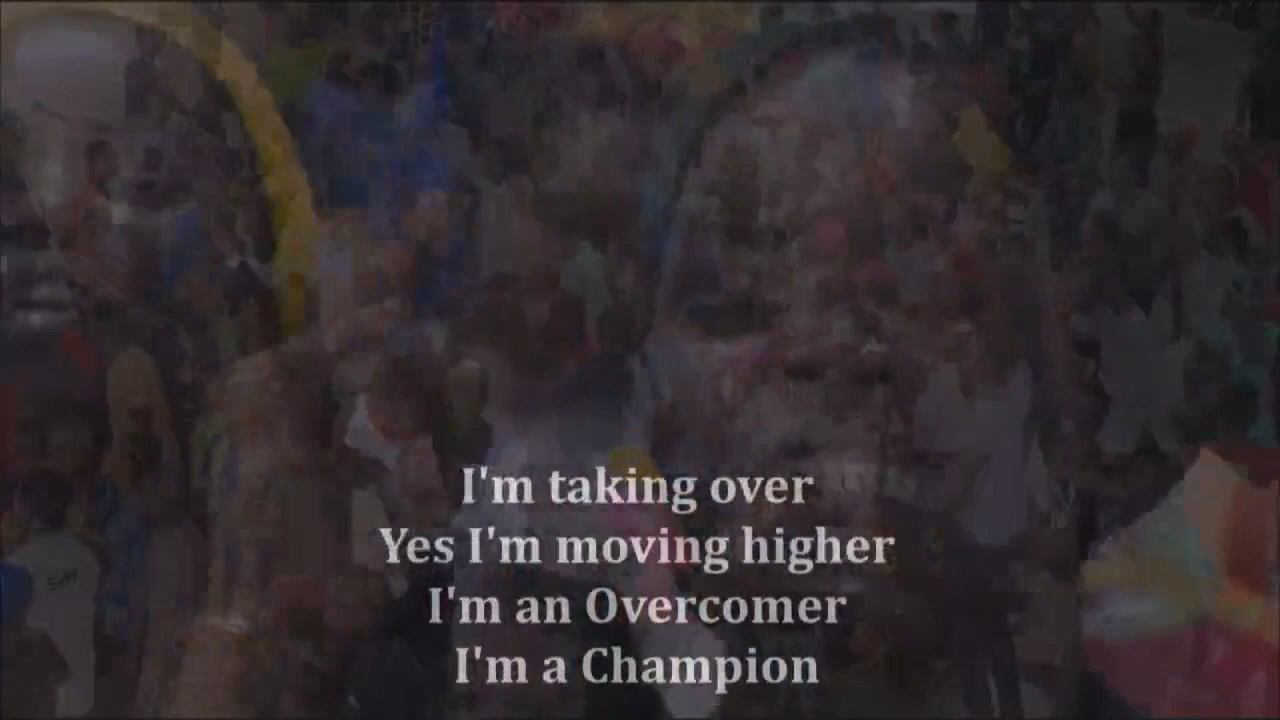 I'm taking over
Yes I'm moving higher
I'm an Overcomer
I'm a Champion